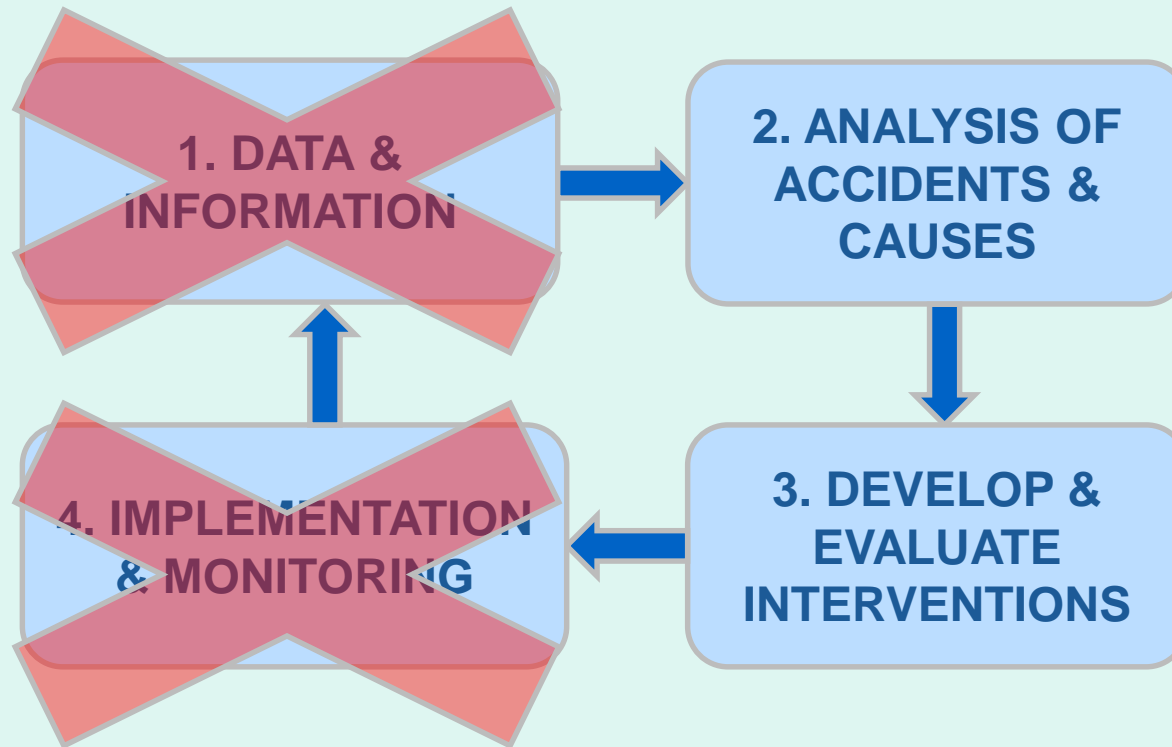 1. DATA &
INFORMATION
2. ANALYSIS OF
ACCIDENTS &
CAUSES
3. DEVELOP &
EVALUATE
INTERVENTIONS
4. IMPLEMENTATION
& MONITORING